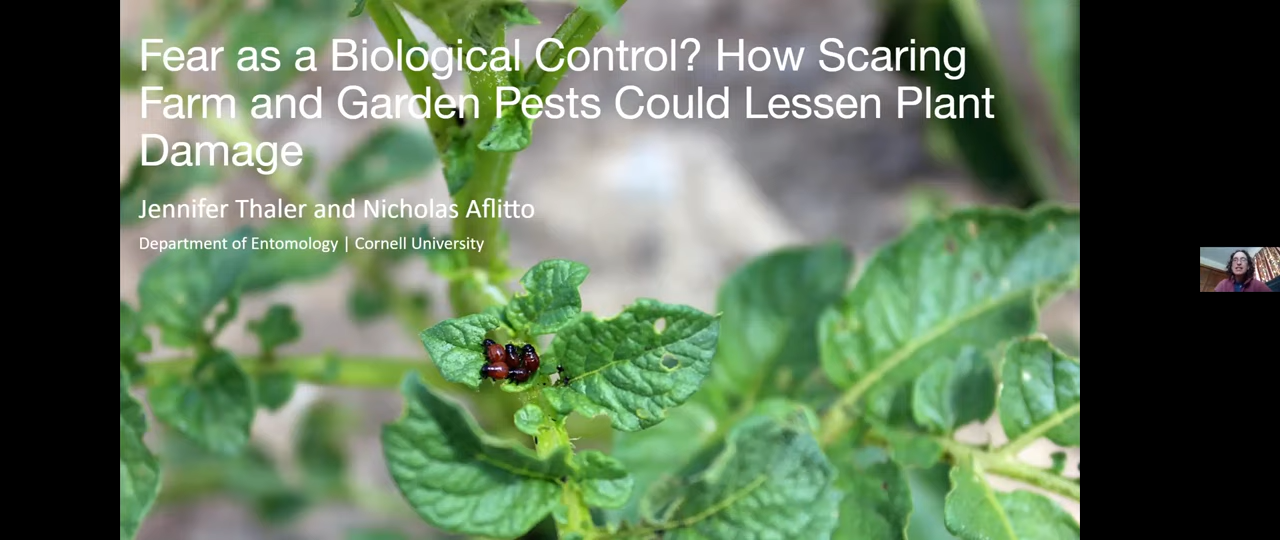 Fear as a Biological Control? How Scaring
Farm and Garden Pests Could Lessen Plant
Damage
Jennifer Thaler and Nicholas Aflitto
Department of Entomology | Cornell University